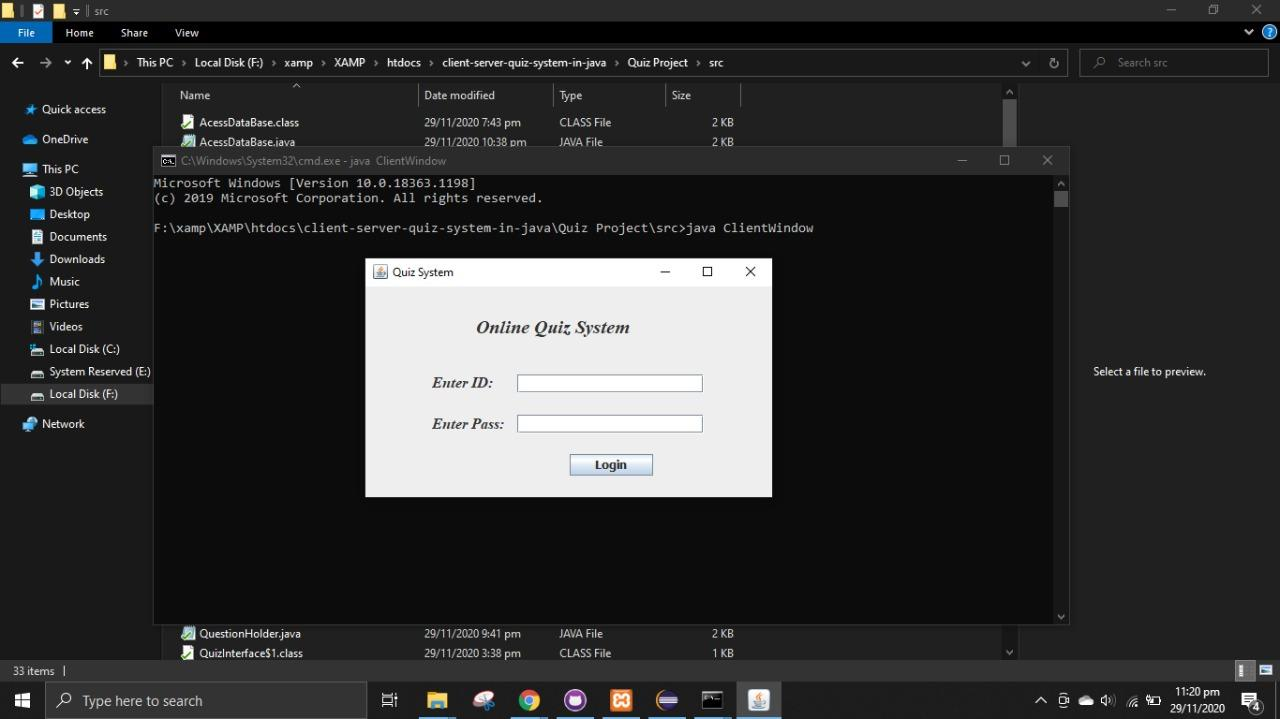 src
File Home Share View
This PC Local Disk (F:) xamp XAMP htdocs client-server-quiz-system-in-java Quiz Project src
Search src
Quick access
OneDrive
This PC
3D Objects
Desktop
Documents
Downloads
Music
Pictures
Videos
Local Disk (C:)
System Reserved (E:)
Local Disk (F:)
Network
Name Date modified Type Size
AcessDataBase.class 29/11/2020 7:43 pm CLASS File 2 KB
AcessDataBase.java 29/11/2020 10:38 pm JAVA File 2 KB
C:\Windows\System32\cmd.exe - java ClientWindow
Microsoft Windows [Version 10.0.18363.1198]
(c) 2019 Microsoft Corporation. All rights reserved.
F:\xamp\XAMP\htdocs\client-server-quiz-system-in-java\Quiz Project\src>java ClientWindow
Quiz System
Online Quiz System
Enter ID:
Enter Pass:
Login
Select a file to preview.
QuestionHolder.java 29/11/2020 9:41 pm JAVA File 2 KB
QuizInterface$1.class 29/11/2020 3:38 pm CLASS File 1 KB
33 items
Type here to search
11:20 pm
29/11/2020
4